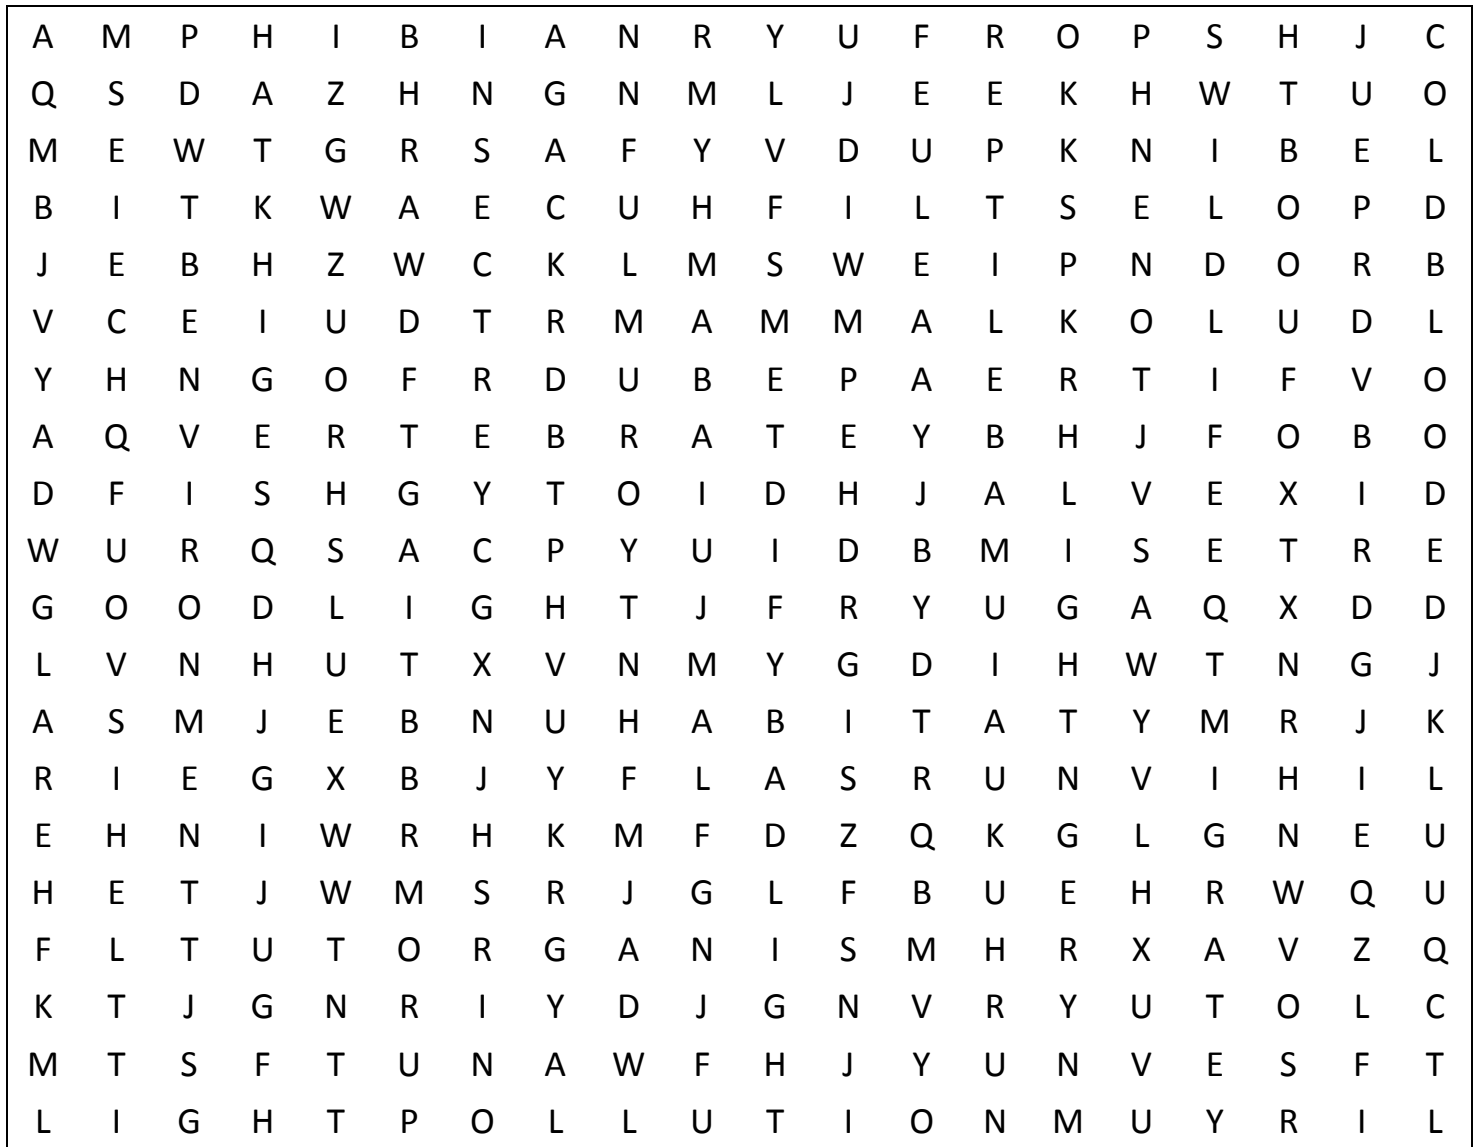 A M P H I B I A N R Y U F R O P S H J C
Q S D A Z H N G N M L J E E K H W T U O
M E W T G R S A F Y V D U P K N I B E L
B I T K W A E C U H F I L T S E L O P D
J E B H Z W C K L M S W E I P N D O R B
V C E I U D T R M A M M A L K O L U D L
Y H N G O F R D U B E P A E R T I F V O
A Q V E R T E B R A T E Y B H J F O B O
D F I S H G Y T O I D H J A L V E X I D
W U R Q S A C P Y U I D B M I S E T R E
G O O D L I G H T J F R Y U G A Q X D D
L V N H U T X V N M Y G D I H W T N G J
A S M J E B N U H A B I T A T Y M R J K
R I E G X B J Y F L A S R U N V I H I L
E H N I W R H K M F D Z Q K G L G N E U
H E T J W M S R J G L F B U E H R W Q U
F L T U T O R G A N I S M H R X A V Z Q
K T J G N R I Y D J G N V R Y U T O L C
M T S F T U N A W F H J Y U N V E S F T
L I G H T P O L L U T I O N M U Y R I L